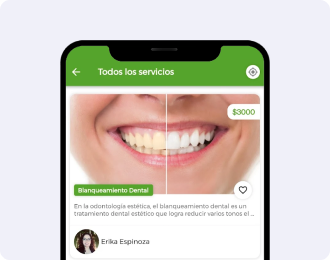 Todos los servicios
$3000
Blanqueamiento Dental
En la odontología estética, el blanqueamiento dental es un
tratamiento dental estético que logra reducir varios tonos el ...
Erika Espinoza